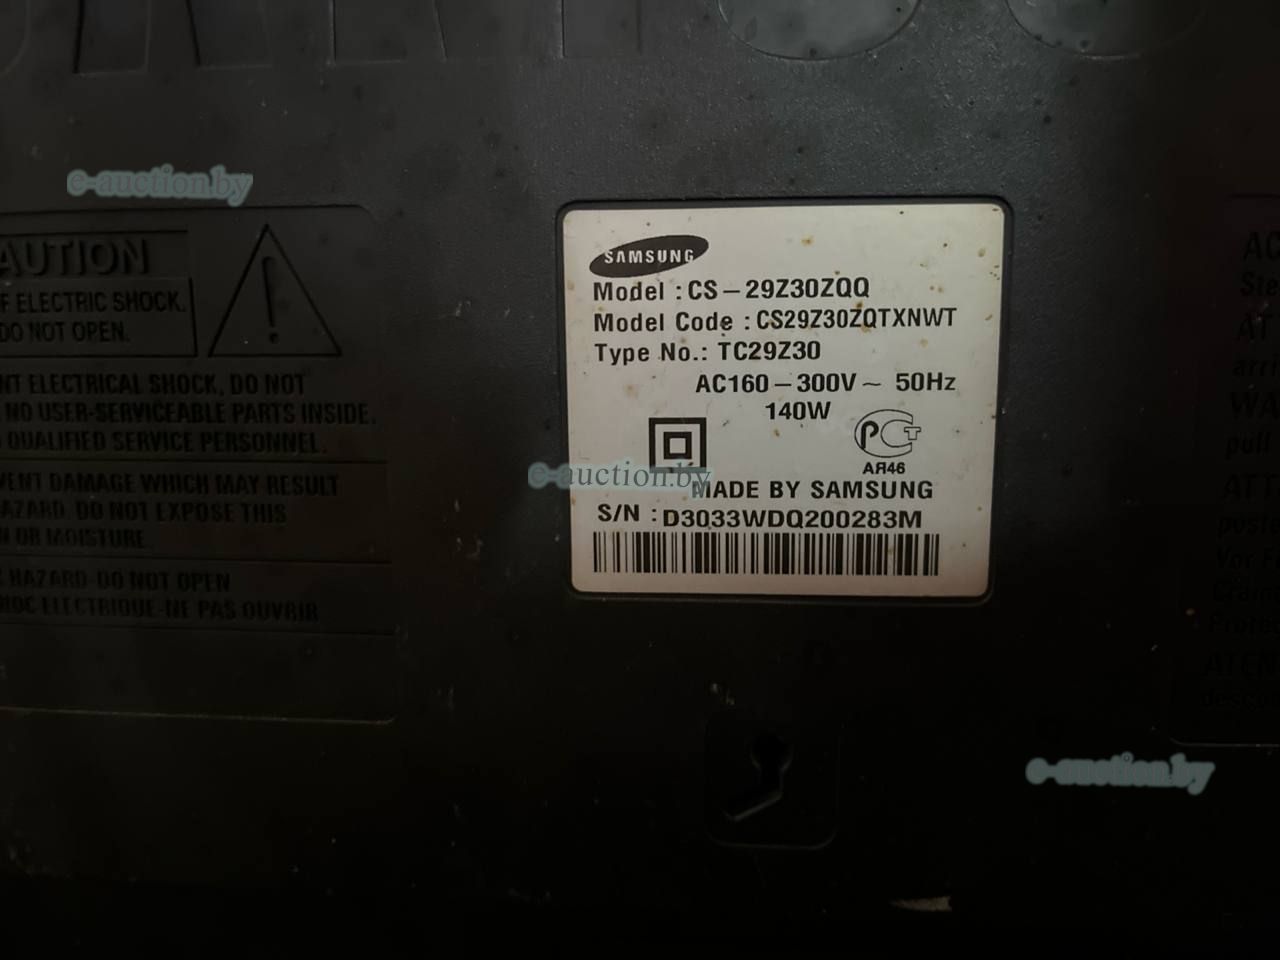 e-auction.by
AUTION
F ELECTRIC SHOCK.
DO NOT OPEN.
NT ELECTRICAL SHOCK, DO NOT
NO USER-SERVICEABLE PARTS INSIDE.
QUALIFIED SERVICE PERSONNEL.
VENT DAMAGE WHICH MAY RESULT
HAZARD. DO NOT EXPOSE THIS
N OR MOISTURE.
HAZARD-DO NOT OPEN
HOC ELECTRIQUE-NE PAS OUVRIR
SAMSUNG
Model : CS-29Z30ZQQ
Model Code : CS29Z30ZQTXNWT
Type No.: TC29Z30
AC160-300V~ 50Hz
140W
РСТ
АЯ46
e-auction.by
MADE BY SAMSUNG
S/N : D3033WDQ200283M
e-auction.by